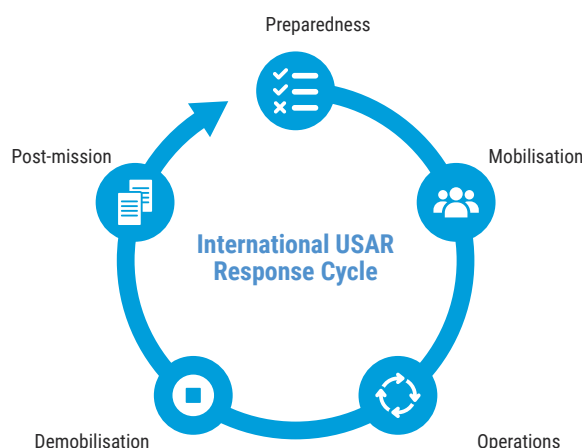 Preparedness
Post-mission
Mobilisation
International USAR
Response Cycle
Demobilisation
Operations